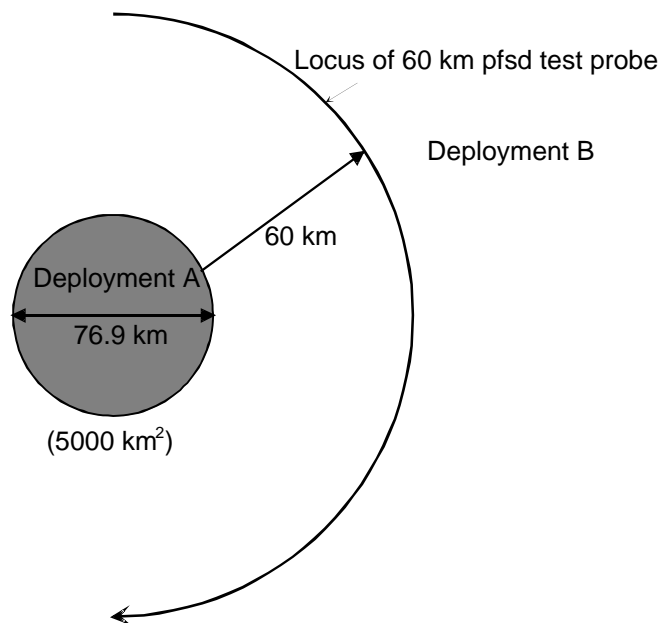 Locus of 60 km pfsd test probe
Deployment B
60 km
Deployment A
76.9 km
(5000 km²)